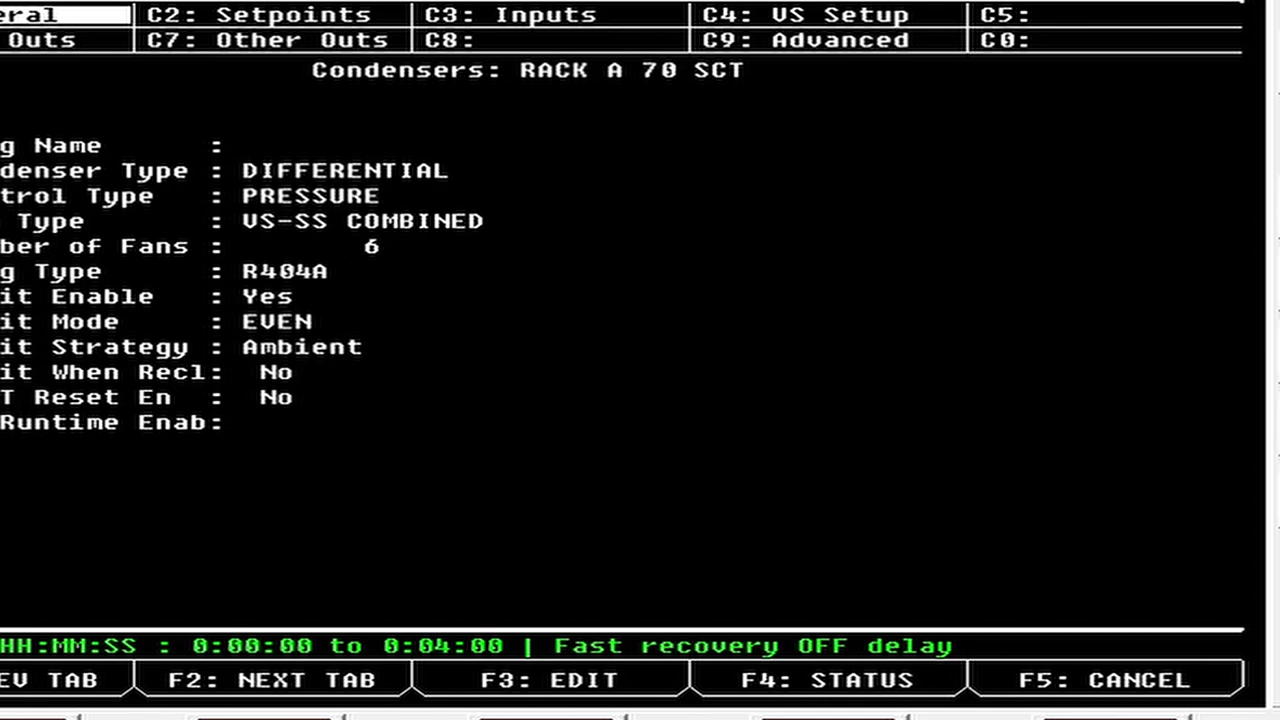 eral C2: Setpoints C3: Inputs C4: VS Setup C5:
Outs C7: Other Outs C8: C9: Advanced C0:
Condensers: RACK A 70 SCT
g Name :
denser Type : DIFFERENTIAL
trol Type : PRESSURE
Type : VS-SS COMBINED
ber of Fans : 6
g Type : R404A
it Enable : Yes
it Mode : EVEN
it Strategy : Ambient
it When Recl: No
T Reset En : No
Runtime Enab:
HH:MM:SS : 0:00:00 to 0:04:00 | Fast recovery OFF delay
EV TAB F2: NEXT TAB F3: EDIT F4: STATUS F5: CANCEL